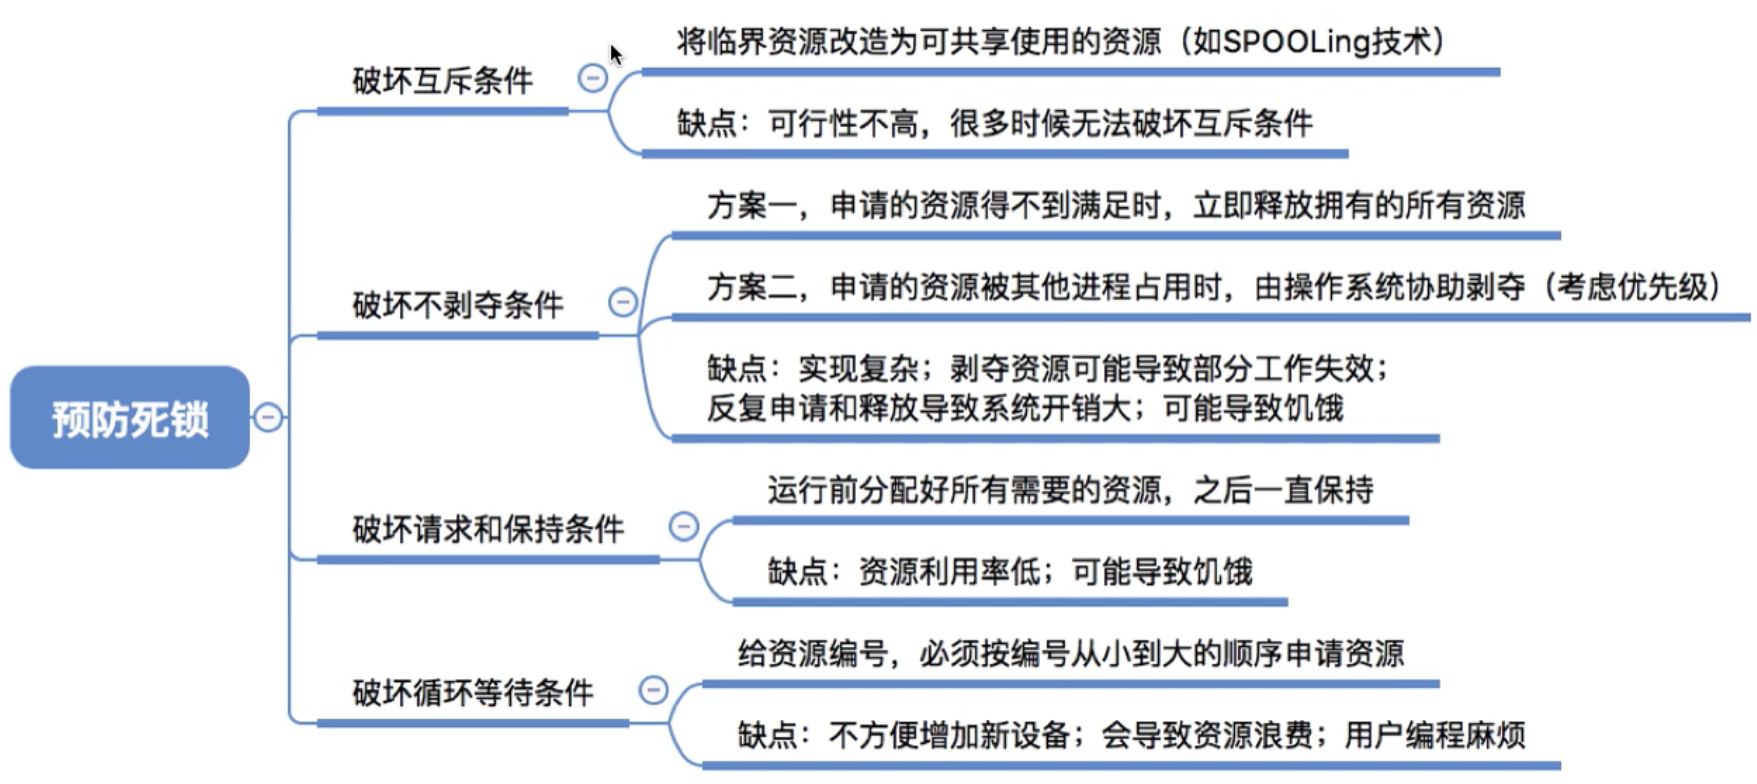 预防死锁
破坏互斥条件
将临界资源改造为可共享使用的资源（如SPOOLing技术）
缺点：可行性不高，很多时候无法破坏互斥条件
破坏不剥夺条件
方案一，申请的资源得不到满足时，立即释放拥有的所有资源
方案二，申请的资源被其他进程占用时，由操作系统协助剥夺（考虑优先级）
缺点：实现复杂；剥夺资源可能导致部分工作失效；
反复申请和释放导致系统开销大；可能导致饥饿
破坏请求和保持条件
运行前分配好所有需要的资源，之后一直保持
缺点：资源利用率低；可能导致饥饿
破坏循环等待条件
给资源编号，必须按编号从小到大的顺序申请资源
缺点：不方便增加新设备；会导致资源浪费；用户编程麻烦